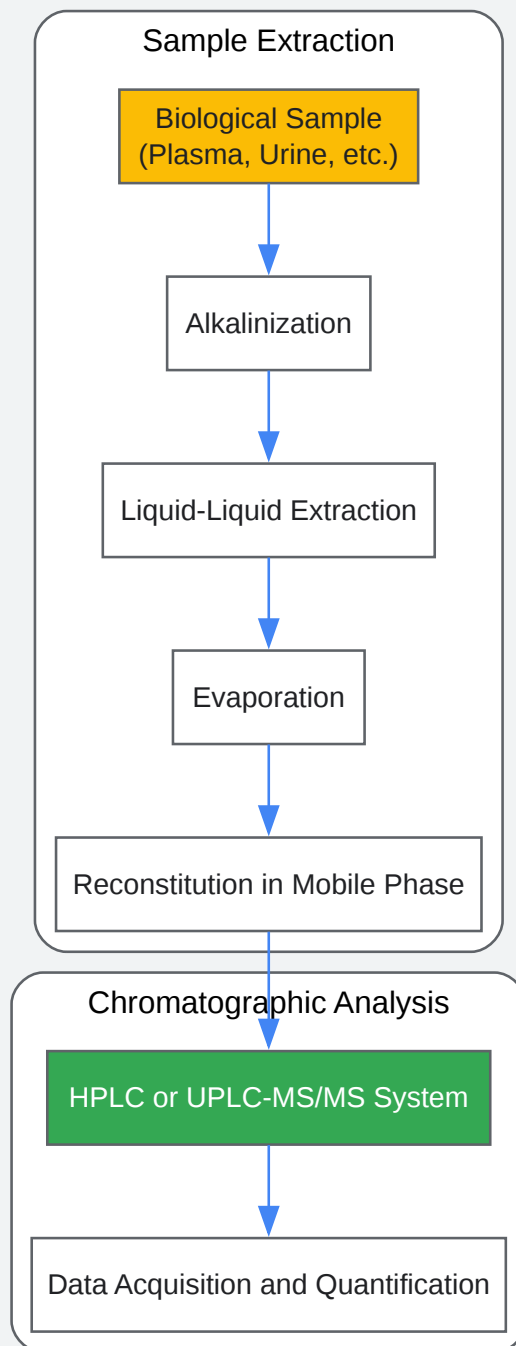 Sample Extraction
Biological Sample
(Plasma, Urine, etc.)
Alkalinization
Liquid-Liquid Extraction
Evaporation
Reconstitution in Mobile Phase
Chromatographic Analysis
HPLC or UPLC-MS/MS System
Data Acquisition and Quantification